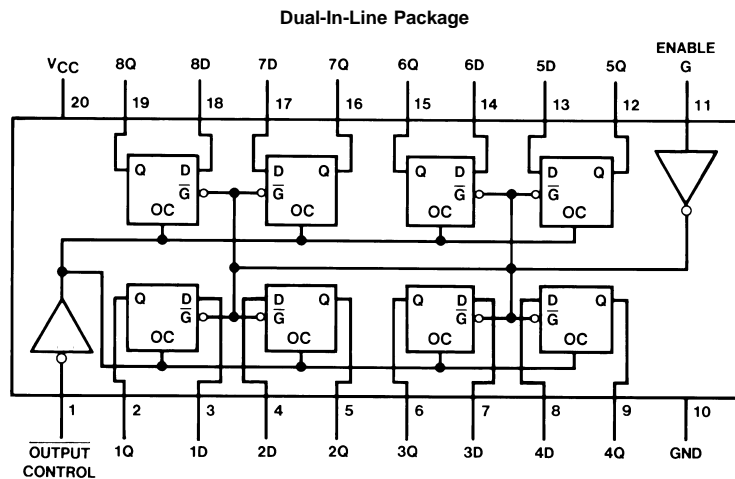 Dual-In-Line Package
ENABLE
V_CC 8Q 8D 7D 7Q 6Q 6D 5D 5Q G
20 19 18 17 16 15 14 13 12 11
Q D D Q Q D D Q
G̅ G̅ G̅ G̅
OC OC OC OC
Q D D Q Q D D Q
G̅ G̅ G̅ G̅
OC OC OC OC
1 2 3 4 5 6 7 8 9 10
O̅U̅T̅P̅U̅T̅ 1Q 1D 2D 2Q 3Q 3D 4D 4Q GND
CONTROL